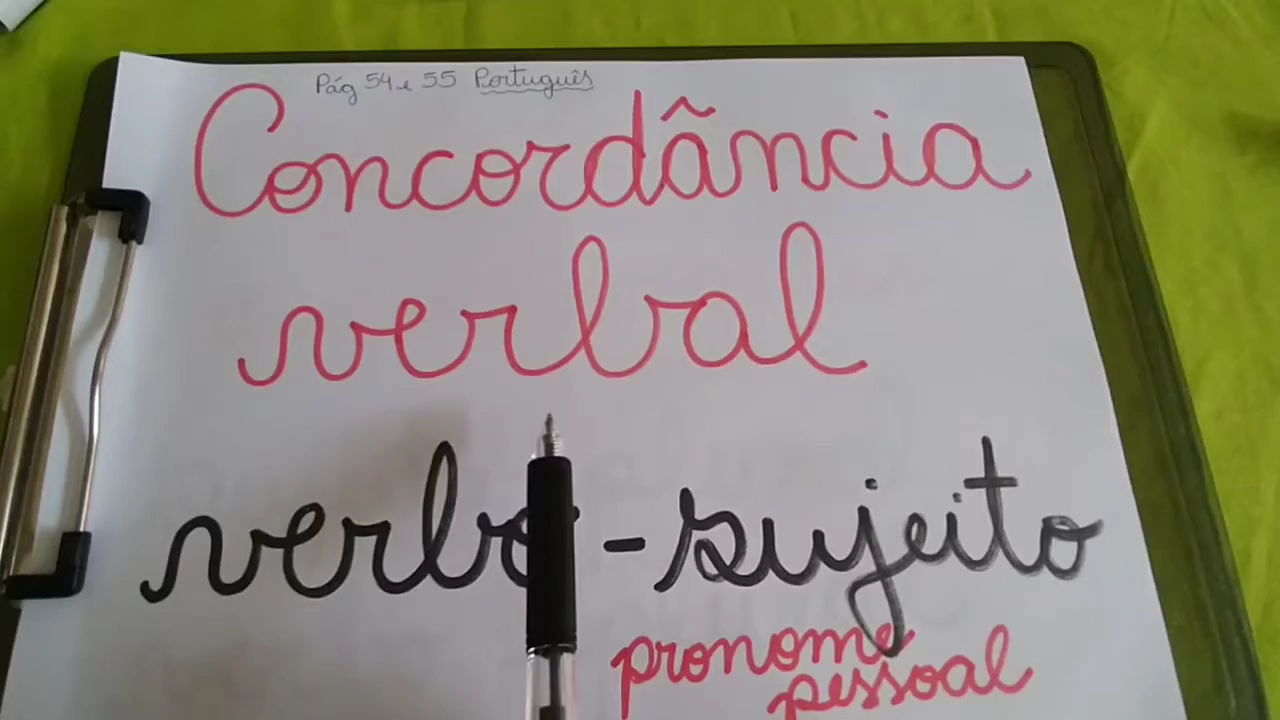 Pág 54 e 55 Português
Concordância
verbal
verbo - sujeito
pronome
pessoal